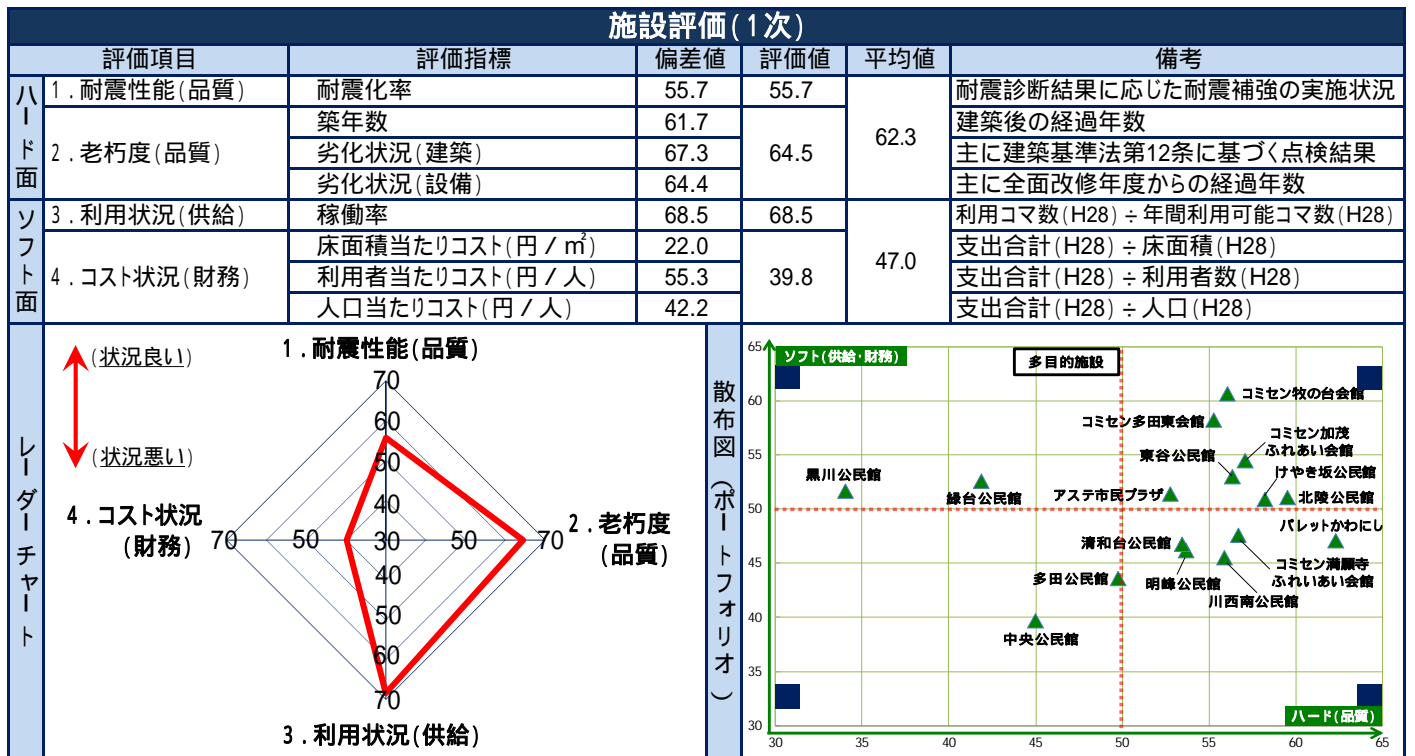 施設評価(1次)
評価項目 評価指標 偏差値 評価値 平均値 備考
ハード面
1.耐震性能(品質) 耐震化率 55.7 55.7 62.3 耐震診断結果に応じた耐震補強の実施状況
2.老朽度(品質) 築年数 61.7 64.5 建築後の経過年数
劣化状況(建築) 67.3 主に建築基準法第12条に基づく点検結果
劣化状況(設備) 64.4 主に全面改修年度からの経過年数
ソフト面
3.利用状況(供給) 稼働率 68.5 68.5 47.0 利用コマ数(H28)÷年間利用可能コマ数(H28)
4.コスト状況(財務) 床面積当たりコスト(円/㎡) 22.0 39.8 支出合計(H28)÷床面積(H28)
利用者当たりコスト(円/人) 55.3 支出合計(H28)÷利用者数(H28)
人口当たりコスト(円/人) 42.2 支出合計(H28)÷人口(H28)
レーダーチャート
(状況良い)
(状況悪い)
1.耐震性能(品質)
70
60
50
40
4.コスト状況
(財務)
70 50 30 50 70
2.老朽度
(品質)
40
50
60
70
3.利用状況(供給)
散布図(ポートフォリオ)
65
60
55
50
45
40
35
30
ソフト(供給・財務)
多目的施設
コミセン牧の台会館
コミセン多田東会館
コミセン加茂
ふれあい会館
東谷公民館
けやき坂公民館
黒川公民館
緑台公民館
アステ市民プラザ
北陵公民館
パレットかわにし
清和台公民館
明峰公民館
コミセン満願寺
ふれいあい会館
多田公民館
川西南公民館
中央公民館
ハード(品質)
30 35 40 45 50 55 60 65